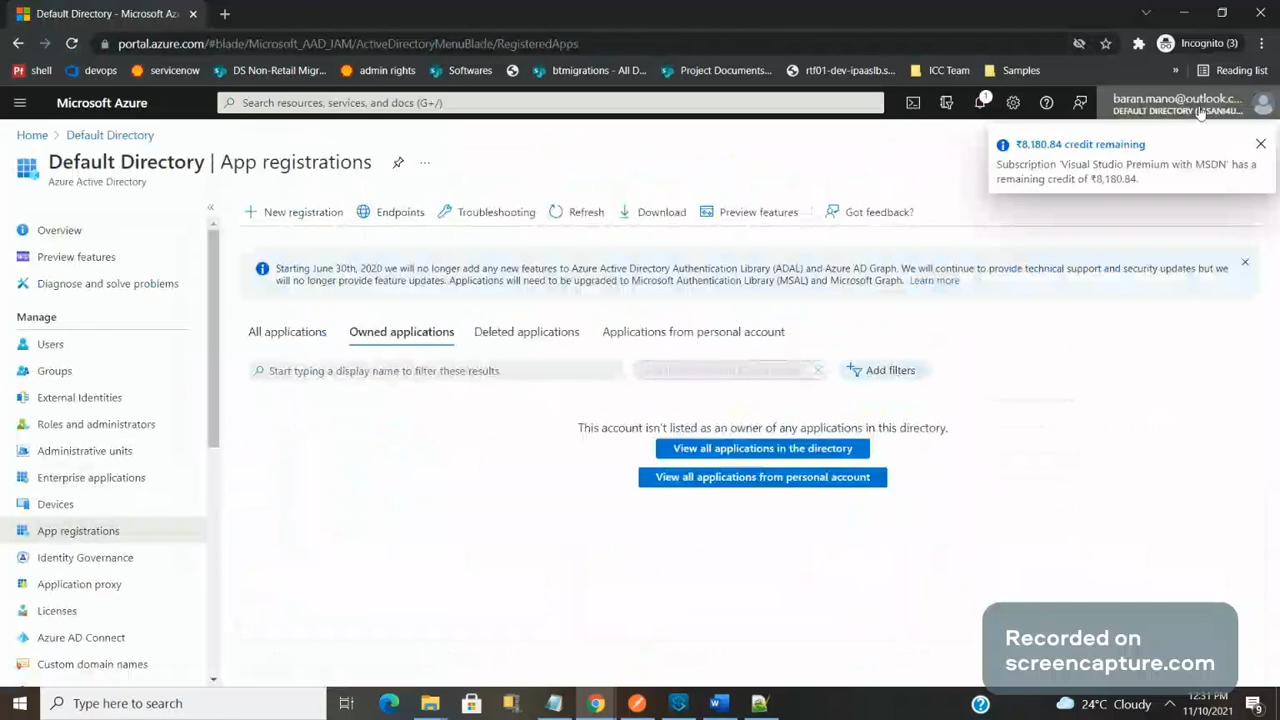 Default Directory - Microsoft Az
portal.azure.com/#blade/Microsoft_AAD_IAM/ActiveDirectoryMenuBlade/RegisteredApps
Incognito (3)
shell
devops
servicenow
DS Non-Retail Migr...
admin rights
Softwares
btmigrations - All D...
Project Documents...
rtf01-dev-ipaaslb.s...
ICC Team
Samples
»
Reading list
Microsoft Azure
Search resources, services, and docs (G+/)
1
baran.mano@outlook.c...
DEFAULT DIRECTORY
Home > Default Directory
₹8,180.84 credit remaining
Subscription 'Visual Studio Premium with MSDN' has a
remaining credit of ₹8,180.84.
Default Directory | App registrations
...
Azure Active Directory
«
New registration
Endpoints
Troubleshooting
Refresh
Download
Preview features
Got feedback?
Overview
Preview features
Diagnose and solve problems
Manage
Users
Groups
External Identities
Roles and administrators
Administrative units
Enterprise applications
Devices
App registrations
Identity Governance
Application proxy
Licenses
Azure AD Connect
Custom domain names
Starting June 30th, 2020 we will no longer add any new features to Azure Active Directory Authentication Library (ADAL) and Azure AD Graph. We will continue to provide technical support and security updates but we
will no longer provide feature updates. Applications will need to be upgraded to Microsoft Authentication Library (MSAL) and Microsoft Graph. Learn more
All applications
Owned applications
Deleted applications
Applications from personal account
Start typing a display name to filter these results
Add filters
This account isn't listed as an owner of any applications in this directory.
View all applications in the directory
View all applications from personal account
Recorded on
screencapture.com
Type here to search
24°C Cloudy
12:31 PM
11/10/2021
9